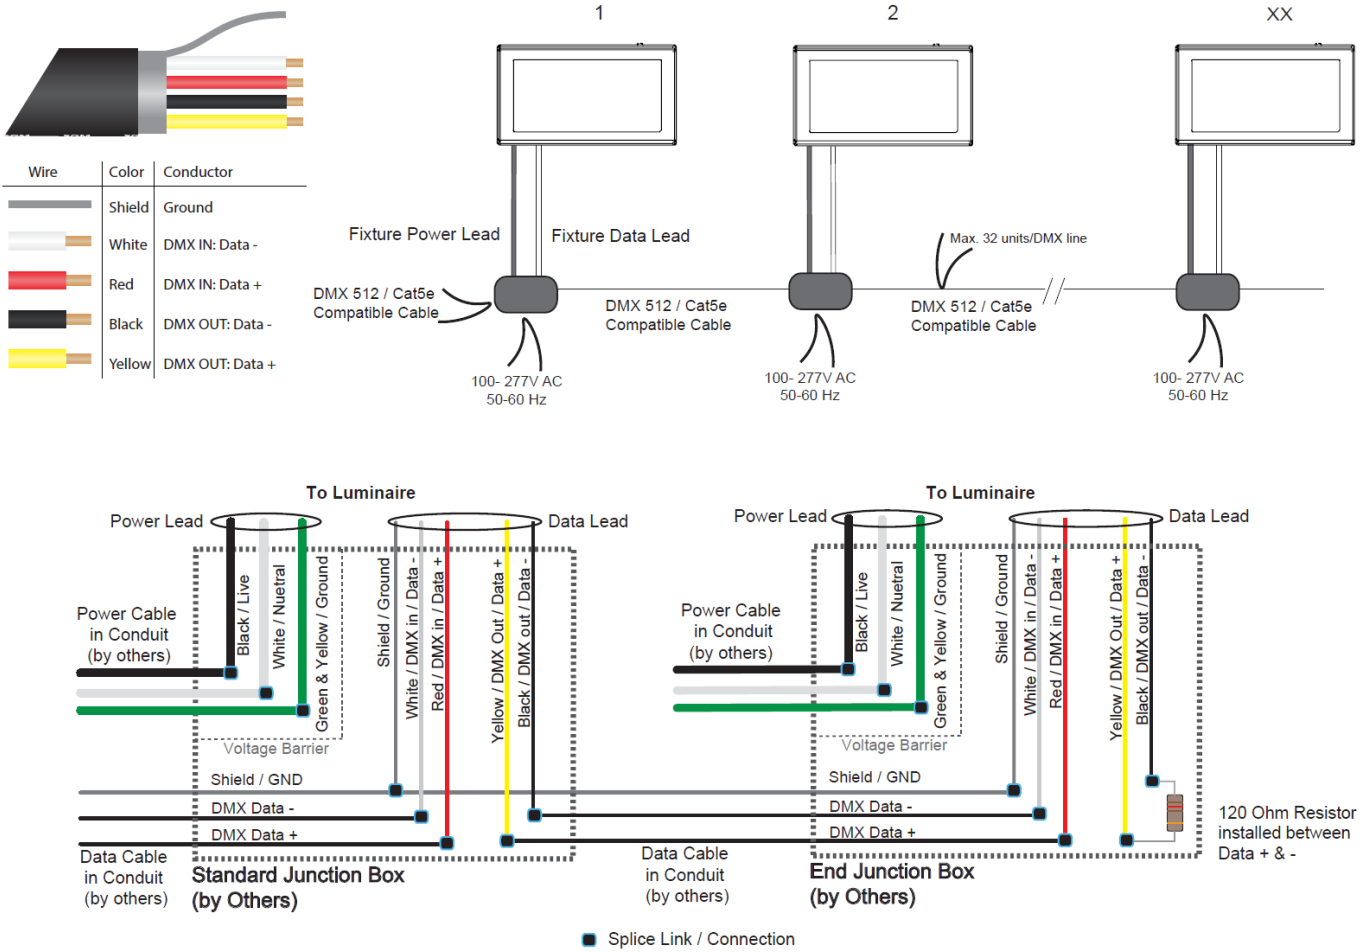 1
2
XX
Wire Color Conductor
Shield Ground
White DMX IN: Data -
Red DMX IN: Data +
Black DMX OUT: Data -
Yellow DMX OUT: Data +
Fixture Power Lead
Fixture Data Lead
Max. 32 units/DMX line
DMX 512 / Cat5e
Compatible Cable
DMX 512 / Cat5e
Compatible Cable
DMX 512 / Cat5e
Compatible Cable
100- 277V AC
50-60 Hz
100- 277V AC
50-60 Hz
100- 277V AC
50-60 Hz
To Luminaire
Power Lead
Data Lead
Black / Live
White / Nuetral
Green & Yellow / Ground
Shield / Ground
White / DMX in / Data -
Red / DMX in / Data +
Yellow / DMX Out / Data +
Black / DMX out / Data -
Power Cable
in Conduit
(by others)
Voltage Barrier
Shield / GND
DMX Data -
DMX Data +
Data Cable
in Conduit
(by others)
Standard Junction Box
(by Others)
To Luminaire
Power Lead
Data Lead
Black / Live
White / Nuetral
Green & Yellow / Ground
Shield / Ground
White / DMX in / Data -
Red / DMX in / Data +
Yellow / DMX Out / Data +
Black / DMX out / Data -
Power Cable
in Conduit
(by others)
Voltage Barrier
Shield / GND
DMX Data -
DMX Data +
120 Ohm Resistor
installed between
Data + & -
Data Cable
in Conduit
(by others)
End Junction Box
(by Others)
Splice Link / Connection